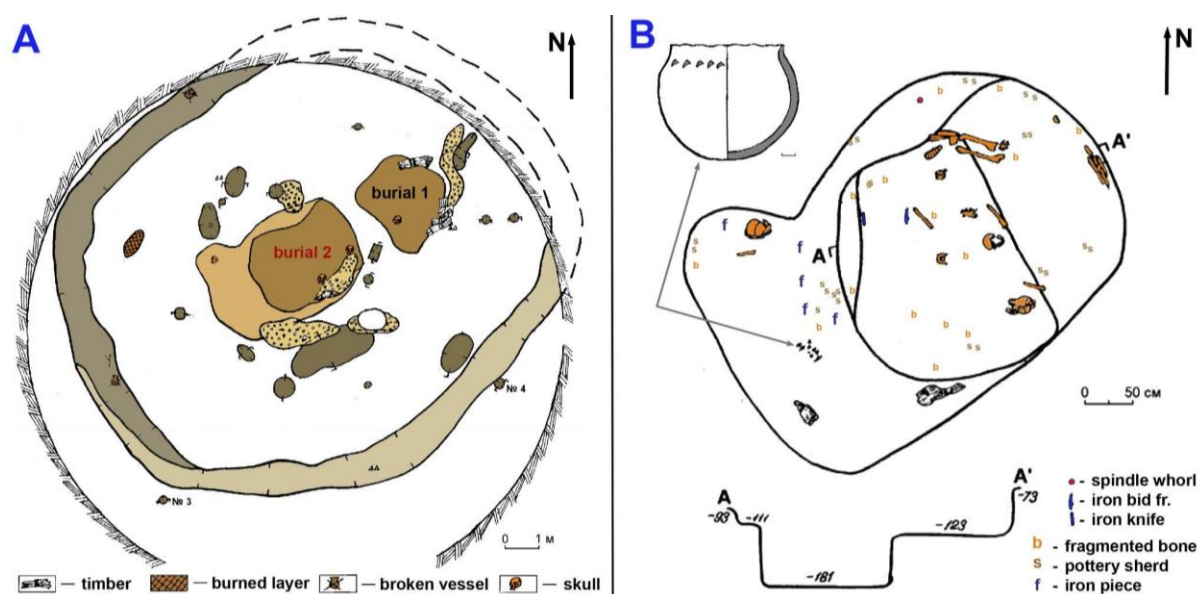 A
N
burial 1
burial 2
№ 4
№ 3
0 1 м
— timber
— burned layer
— broken vessel
— skull
B
N
s s
b
b
s s
s
s
s s
b
A'
b
b
s
b
b
f
b
f
s
s
b
A
b
f
s
s
s s
f
b
s
s
s
s
s
f
s
f
b
b
b
b
s s
b
0 50 см
A
-93
-111
-181
-123
A'
-73
- spindle whorl
- iron bid fr.
- iron knife
b - fragmented bone
s - pottery sherd
f - iron piece